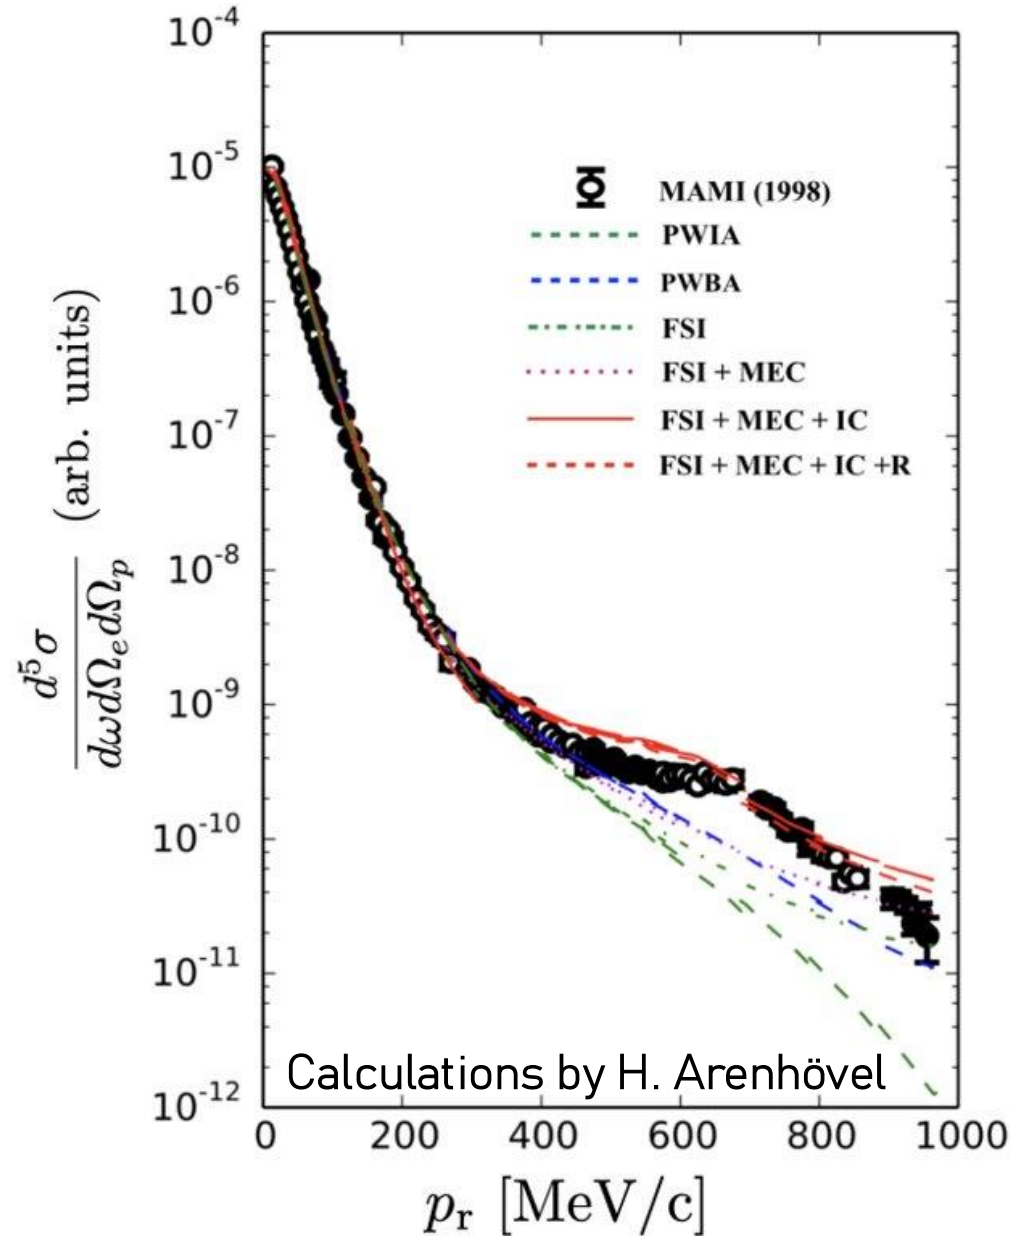 10^-4
10^-5
10^-6
10^-7
10^-8
10^-9
10^-10
10^-11
10^-12
d^5σ / dωdΩ_e dΩ_p (arb. units)
MAMI (1998)
PWIA
PWBA
FSI
FSI + MEC
FSI + MEC + IC
FSI + MEC + IC +R
Calculations by H. Arenhövel
0 200 400 600 800 1000
p_r [MeV/c]